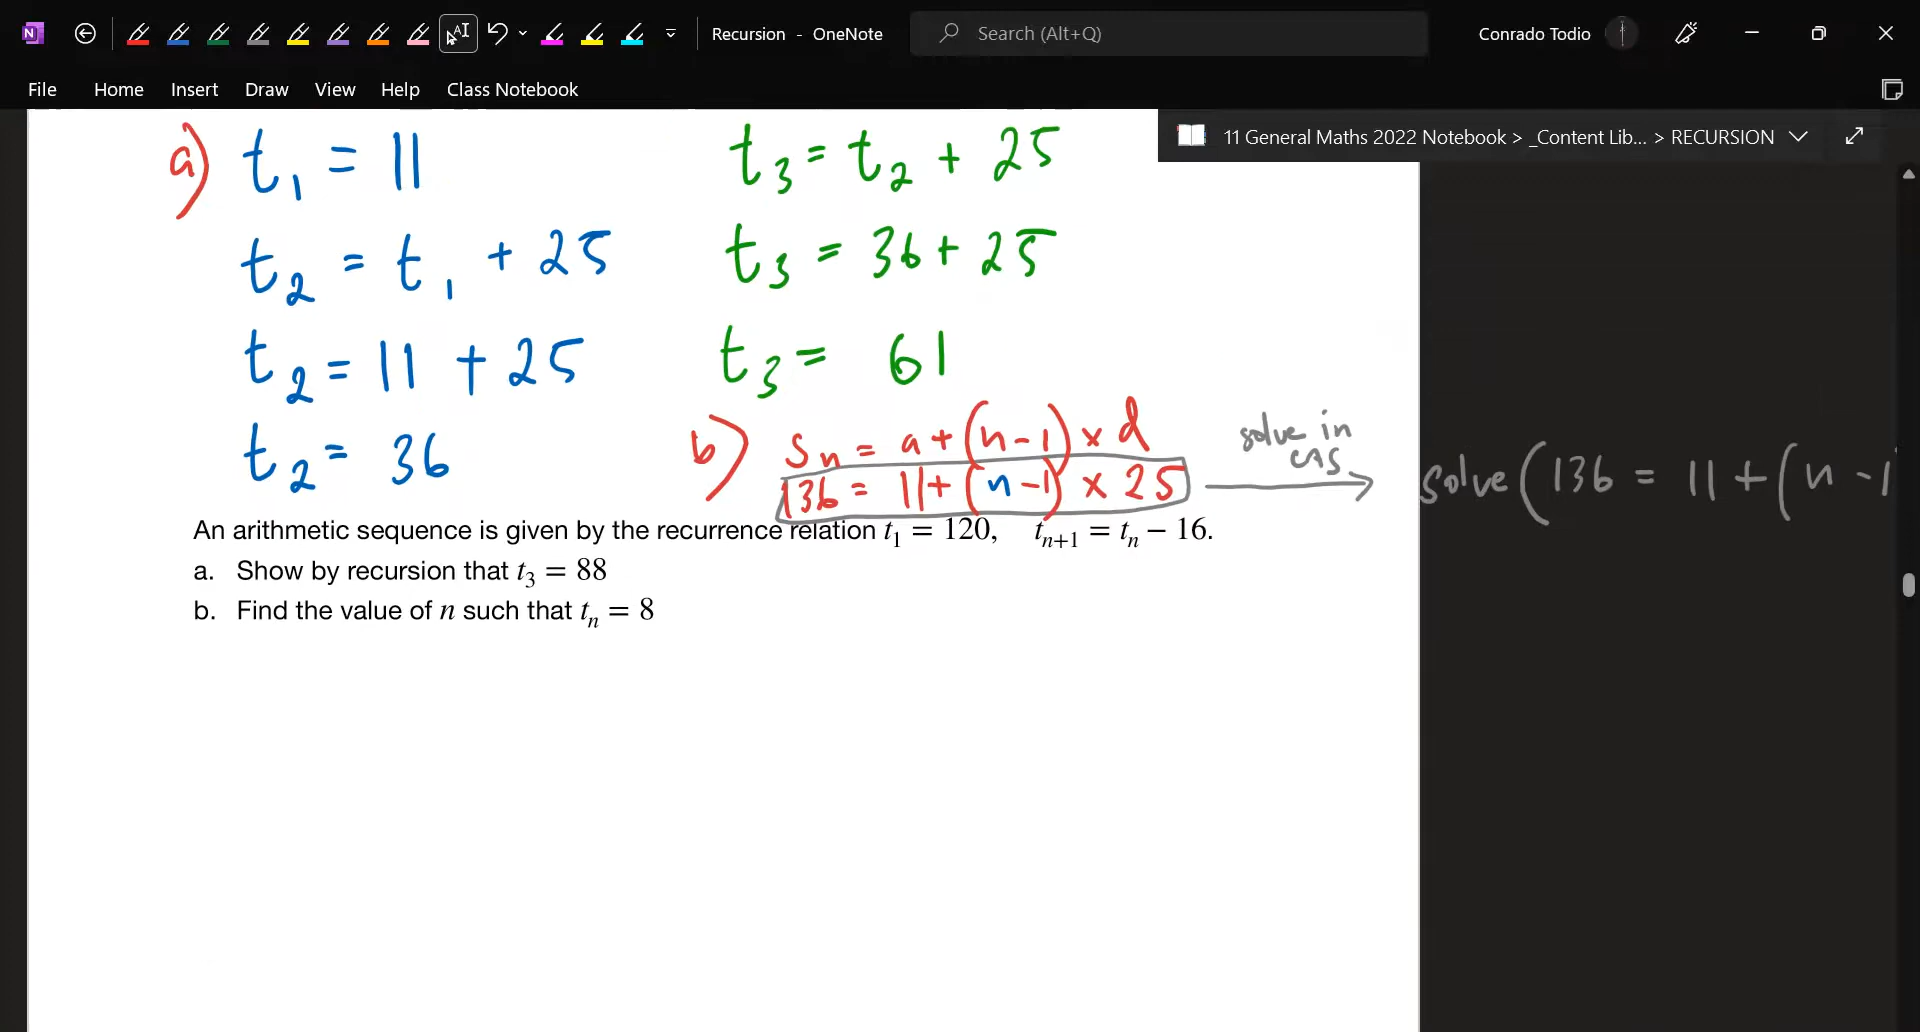 Recursion - OneNote
Search (Alt+Q)
Conrado Todio
File Home Insert Draw View Help Class Notebook
11 General Maths 2022 Notebook > _Content Lib... > RECURSION
a) t₁ = 11
t₂ = t₁ + 25
t₂ = 11 + 25
t₂ = 36
t₃ = t₂ + 25
t₃ = 36 + 25
t₃ = 61
b) Sₙ = a + (n-1) × d
136 = 11 + (n-1) × 25
solve in
CAS
solve (136 = 11 + (n - 1
An arithmetic sequence is given by the recurrence relation t₁ = 120, tₙ₊₁ = tₙ − 16.
a. Show by recursion that t₃ = 88
b. Find the value of n such that tₙ = 8